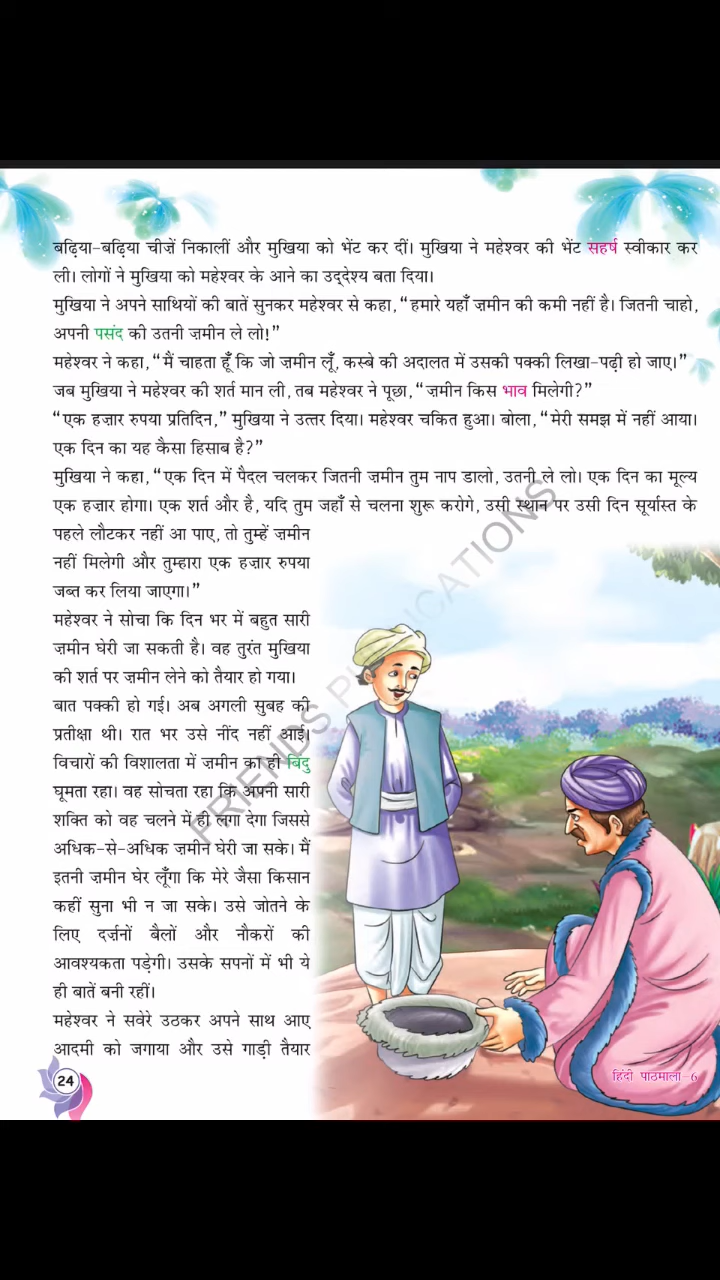 बढ़िया-बढ़िया चीज़ें निकालीं और मुखिया को भेंट कर दीं। मुखिया ने महेश्वर की भेंट सहर्ष स्वीकार कर
ली। लोगों ने मुखिया को महेश्वर के आने का उद्देश्य बता दिया।
मुखिया ने अपने साथियों की बातें सुनकर महेश्वर से कहा, “हमारे यहाँ ज़मीन की कमी नहीं है। जितनी चाहो,
अपनी पसंद की उतनी ज़मीन ले लो!”
महेश्वर ने कहा, “मैं चाहता हूँ कि जो ज़मीन लूँ, कस्बे की अदालत में उसकी पक्की लिखा-पढ़ी हो जाए।”
जब मुखिया ने महेश्वर की शर्त मान ली, तब महेश्वर ने पूछा, “ज़मीन किस भाव मिलेगी?”
“एक हज़ार रुपया प्रतिदिन,” मुखिया ने उत्तर दिया। महेश्वर चकित हुआ। बोला, “मेरी समझ में नहीं आया।
एक दिन का यह कैसा हिसाब है?”
मुखिया ने कहा, “एक दिन में पैदल चलकर जितनी ज़मीन तुम नाप डालो, उतनी ले लो। एक दिन का मूल्य
एक हज़ार होगा। एक शर्त और है, यदि तुम जहाँ से चलना शुरू करोगे, उसी स्थान पर उसी दिन सूर्यास्त के
पहले लौटकर नहीं आ पाए, तो तुम्हें ज़मीन
नहीं मिलेगी और तुम्हारा एक हज़ार रुपया
जब्त कर लिया जाएगा।”
महेश्वर ने सोचा कि दिन भर में बहुत सारी
ज़मीन घेरी जा सकती है। वह तुरंत मुखिया
की शर्त पर ज़मीन लेने को तैयार हो गया।
बात पक्की हो गई। अब अगली सुबह की
प्रतीक्षा थी। रात भर उसे नींद नहीं आई।
विचारों की विशालता में ज़मीन का ही बिंदु
घूमता रहा। वह सोचता रहा कि अपनी सारी
शक्ति को वह चलने में ही लगा देगा जिससे
अधिक-से-अधिक ज़मीन घेरी जा सके। मैं
इतनी ज़मीन घेर लूँगा कि मेरे जैसा किसान
कहीं सुना भी न जा सके। उसे जोतने के
लिए दर्ज़नों बैलों और नौकरों की
आवश्यकता पड़ेगी। उसके सपनों में भी ये
ही बातें बनी रहीं।
महेश्वर ने सवेरे उठकर अपने साथ आए
आदमी को जगाया और उसे गाड़ी तैयार
24
हिंदी पाठमाला-6
FRIENDS PUBLICATIONS